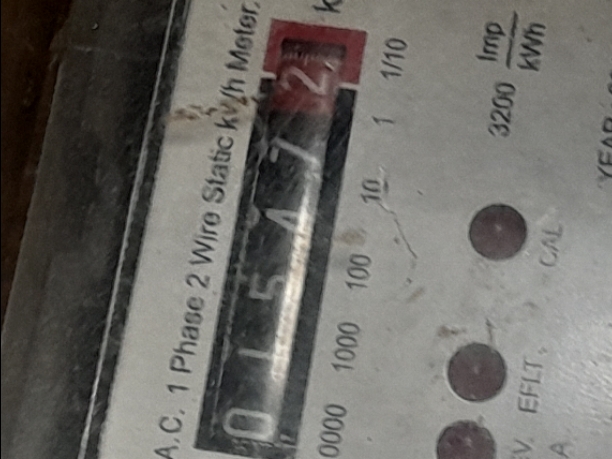 A.C. 1 Phase 2 Wire Static kWh Meter.
0 1 5 4 7 2 k
0000 1000 100 10 1 1/10
3200 Imp/kWh
EFLT. CAL
V.
A.
YEAR